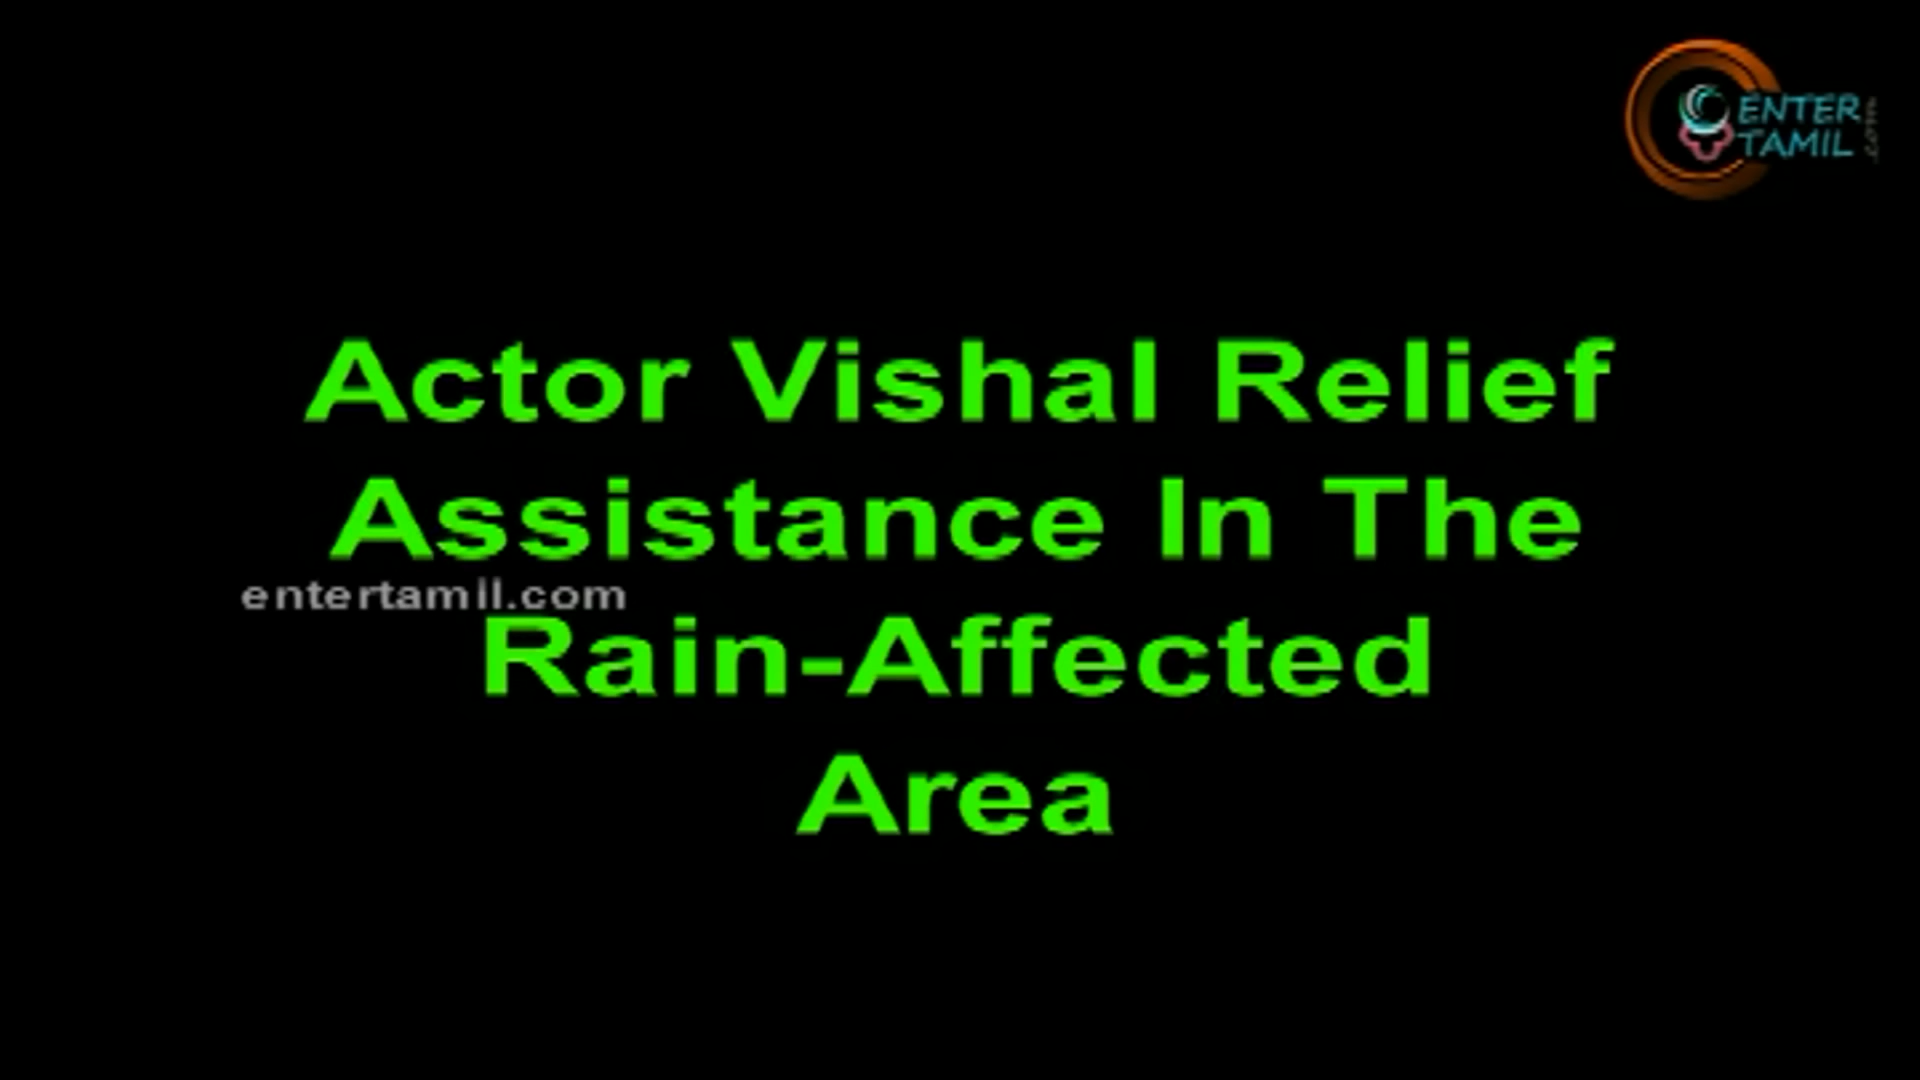 ENTER
TAMIL
.com
Actor Vishal Relief
Assistance In The
entertamil.com
Rain-Affected
Area